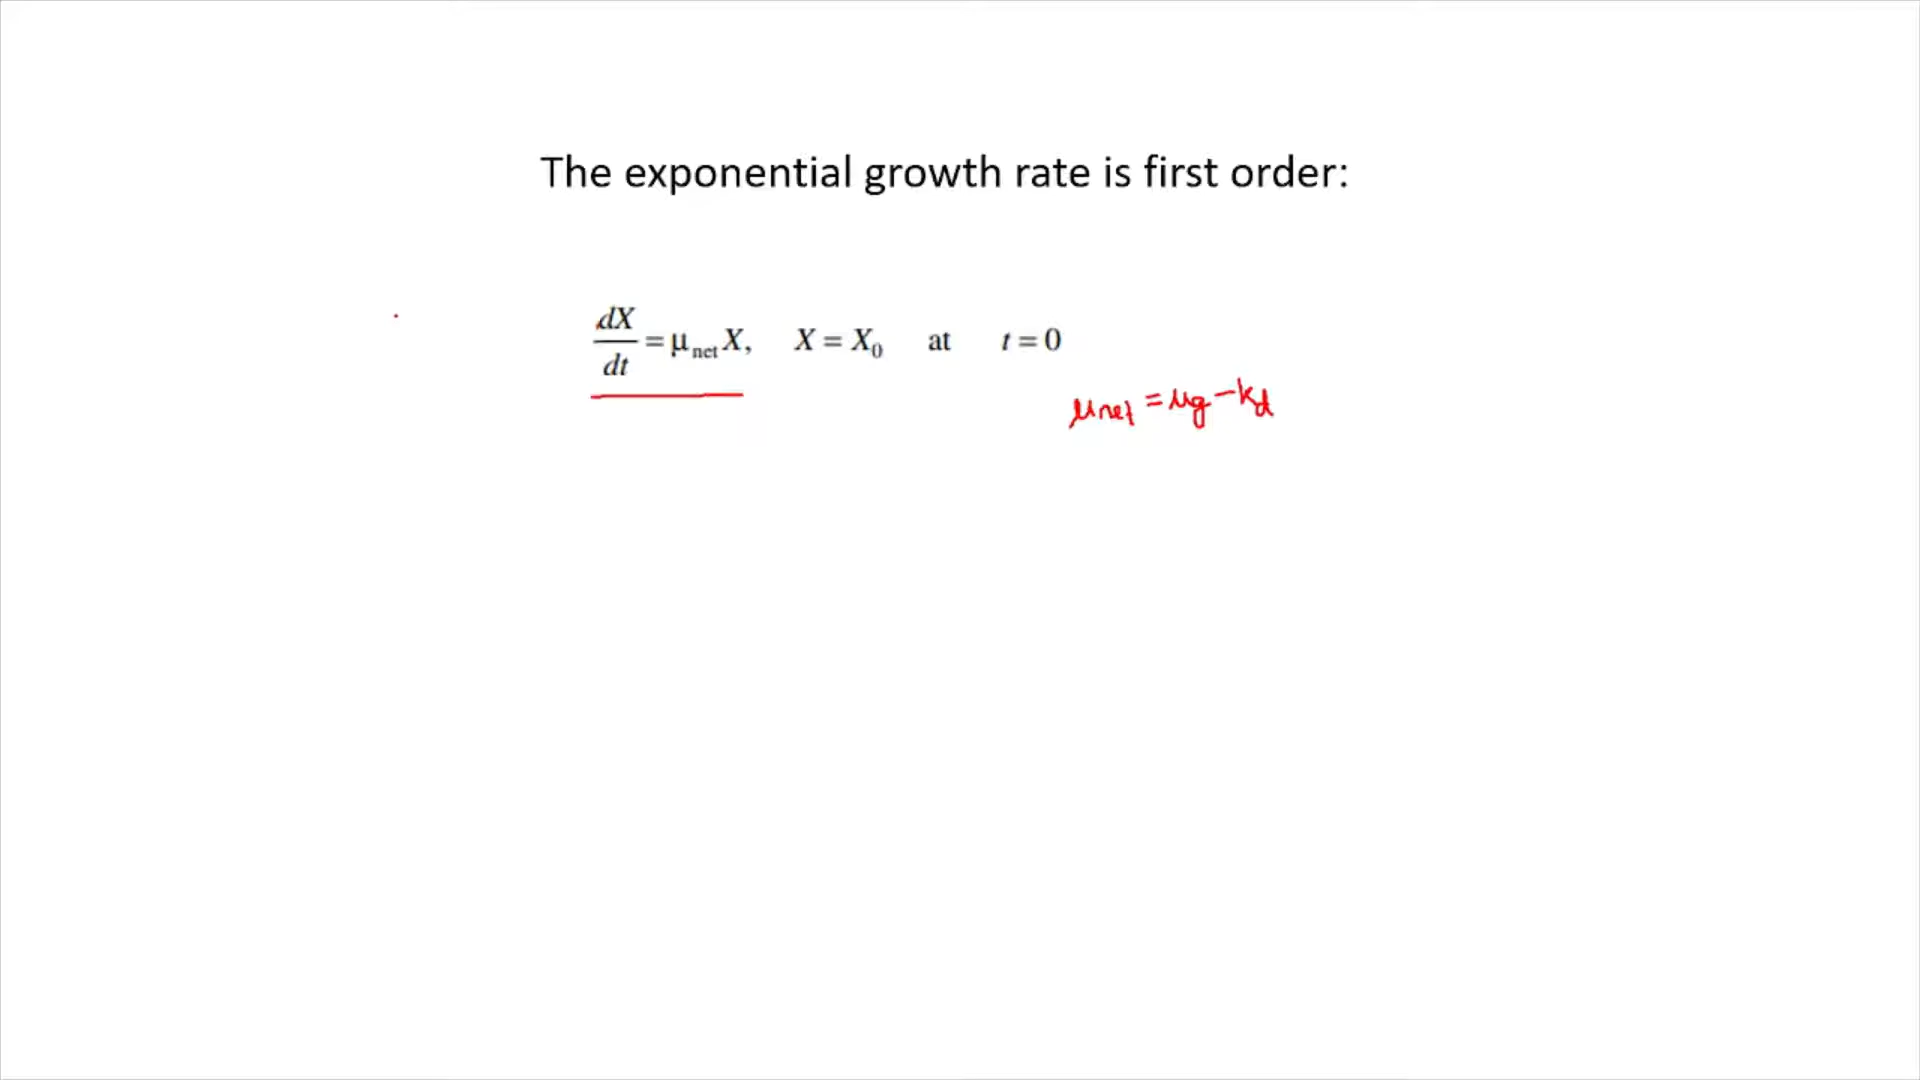 The exponential growth rate is first order:
dX/dt = μnet X, X = X0 at t = 0
μnet = μg - kd